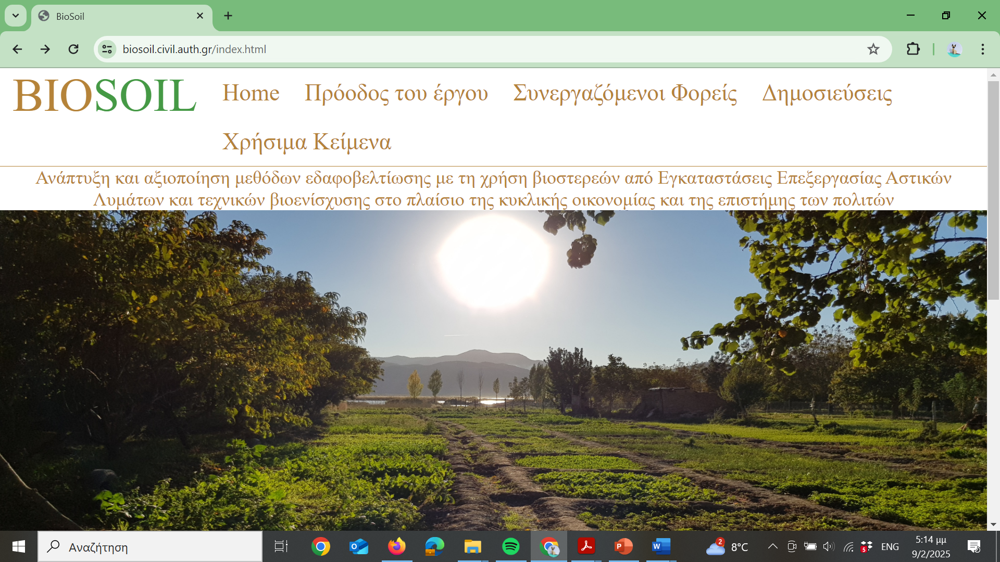 BioSoil
biosoil.civil.auth.gr/index.html
BIOSOIL
Home Πρόοδος του έργου Συνεργαζόμενοι Φορείς Δημοσιεύσεις
Χρήσιμα Κείμενα
Ανάπτυξη και αξιοποίηση μεθόδων εδαφοβελτίωσης με τη χρήση βιοστερεών από Εγκαταστάσεις Επεξεργασίας Αστικών
Λυμάτων και τεχνικών βιοενίσχυσης στο πλαίσιο της κυκλικής οικονομίας και της επιστήμης των πολιτών
Αναζήτηση
2
8°C
5
ENG
5:14 μμ
9/2/2025